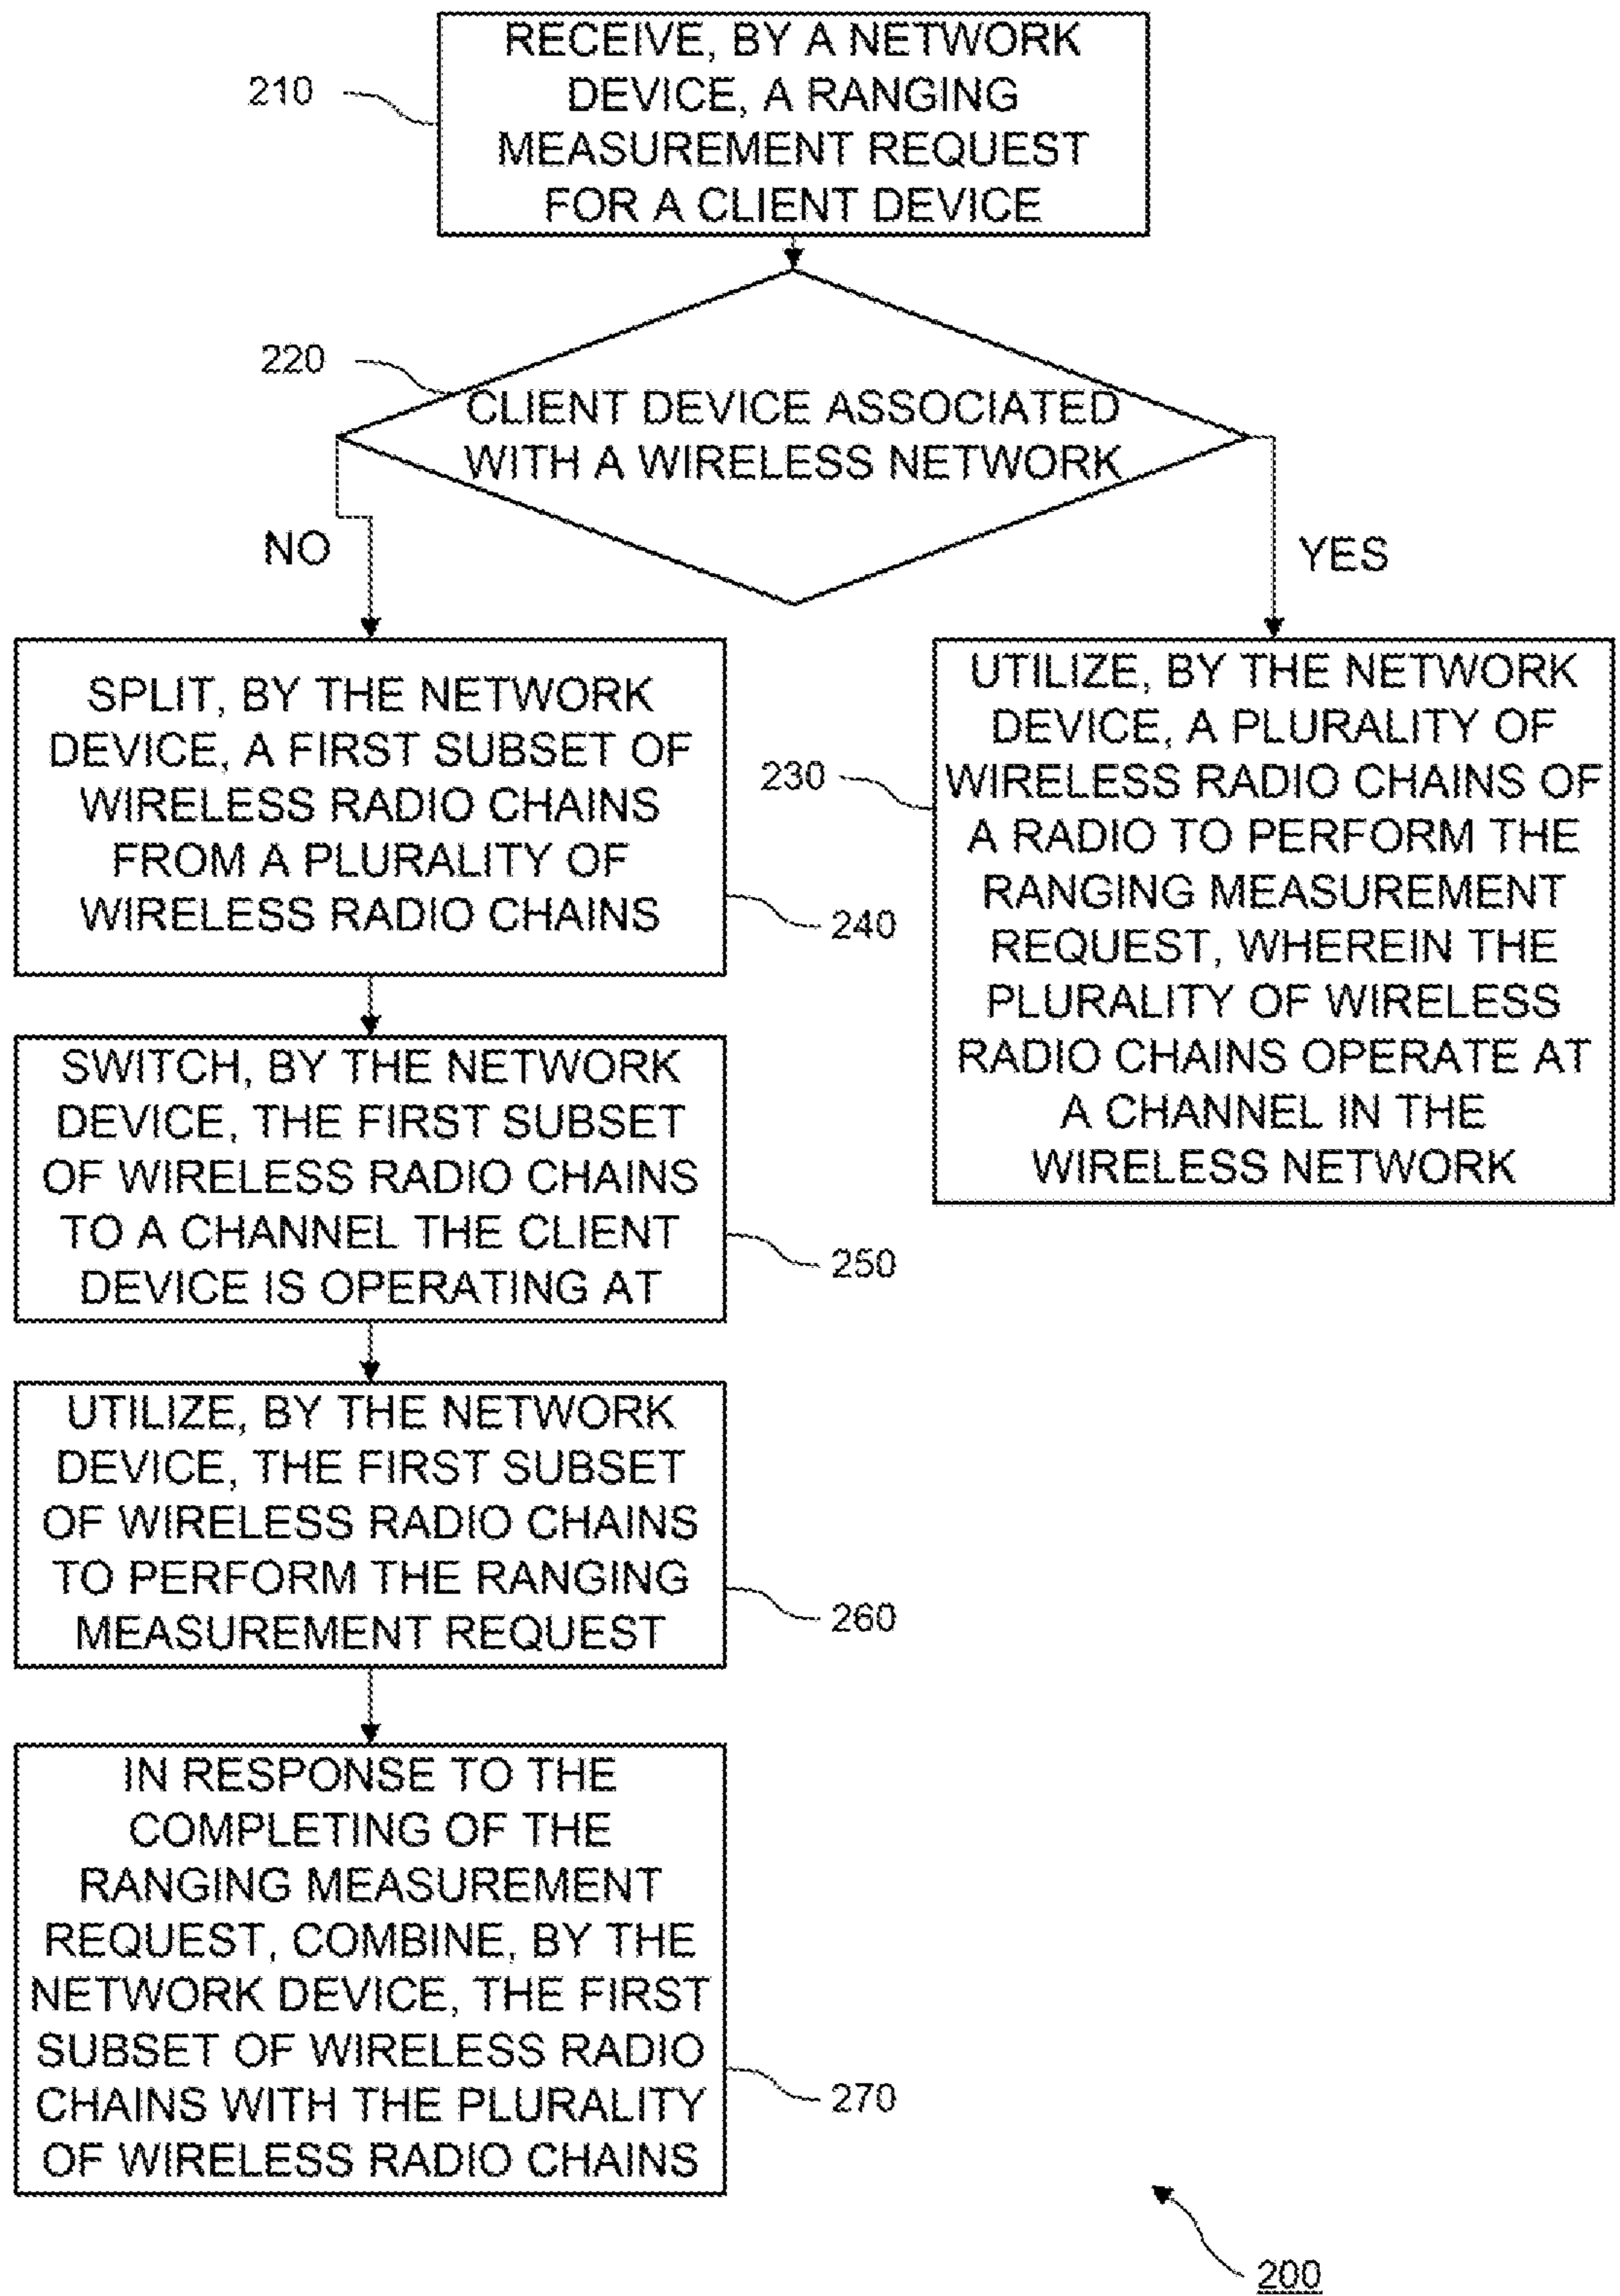 RECEIVE, BY A NETWORK
DEVICE, A RANGING
MEASUREMENT REQUEST
FOR A CLIENT DEVICE
210
220
CLIENT DEVICE ASSOCIATED
WITH A WIRELESS NETWORK
NO
YES
SPLIT, BY THE NETWORK
DEVICE, A FIRST SUBSET OF
WIRELESS RADIO CHAINS
FROM A PLURALITY OF
WIRELESS RADIO CHAINS
240
230
UTILIZE, BY THE NETWORK
DEVICE, A PLURALITY OF
WIRELESS RADIO CHAINS OF
A RADIO TO PERFORM THE
RANGING MEASUREMENT
REQUEST, WHEREIN THE
PLURALITY OF WIRELESS
RADIO CHAINS OPERATE AT
A CHANNEL IN THE
WIRELESS NETWORK
SWITCH, BY THE NETWORK
DEVICE, THE FIRST SUBSET
OF WIRELESS RADIO CHAINS
TO A CHANNEL THE CLIENT
DEVICE IS OPERATING AT
250
UTILIZE, BY THE NETWORK
DEVICE, THE FIRST SUBSET
OF WIRELESS RADIO CHAINS
TO PERFORM THE RANGING
MEASUREMENT REQUEST
260
IN RESPONSE TO THE
COMPLETING OF THE
RANGING MEASUREMENT
REQUEST, COMBINE, BY THE
NETWORK DEVICE, THE FIRST
SUBSET OF WIRELESS RADIO
CHAINS WITH THE PLURALITY
OF WIRELESS RADIO CHAINS
270
200